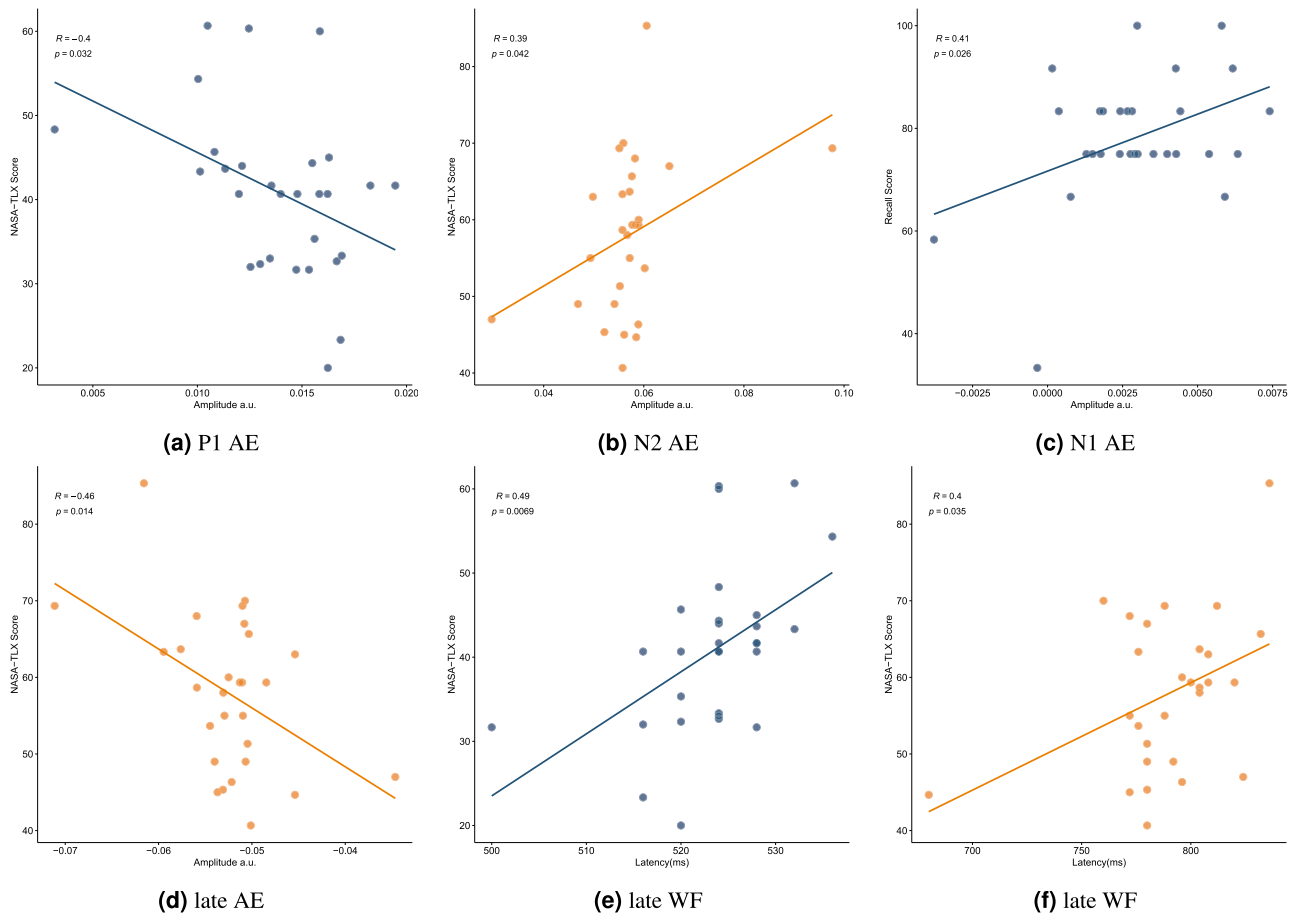 R = −0.4
p = 0.032
60
50
40
30
20
NASA−TLX Score
0.005
0.010
0.015
0.020
Amplitude a.u.
(a) P1 AE
R = 0.39
p = 0.042
80
70
60
50
40
NASA−TLX Score
0.04
0.06
0.08
0.10
Amplitude a.u.
(b) N2 AE
R = 0.41
p = 0.026
100
80
60
40
Recall Score
−0.0025
0.0000
0.0025
0.0050
0.0075
Amplitude a.u.
(c) N1 AE
R = −0.46
p = 0.014
80
70
60
50
40
NASA−TLX Score
−0.07
−0.06
−0.05
−0.04
Amplitude a.u.
(d) late AE
R = 0.49
p = 0.0069
60
50
40
30
20
NASA−TLX Score
500
510
520
530
Latency(ms)
(e) late WF
R = 0.4
p = 0.035
80
70
60
50
40
NASA−TLX Score
700
750
800
Latency(ms)
(f) late WF